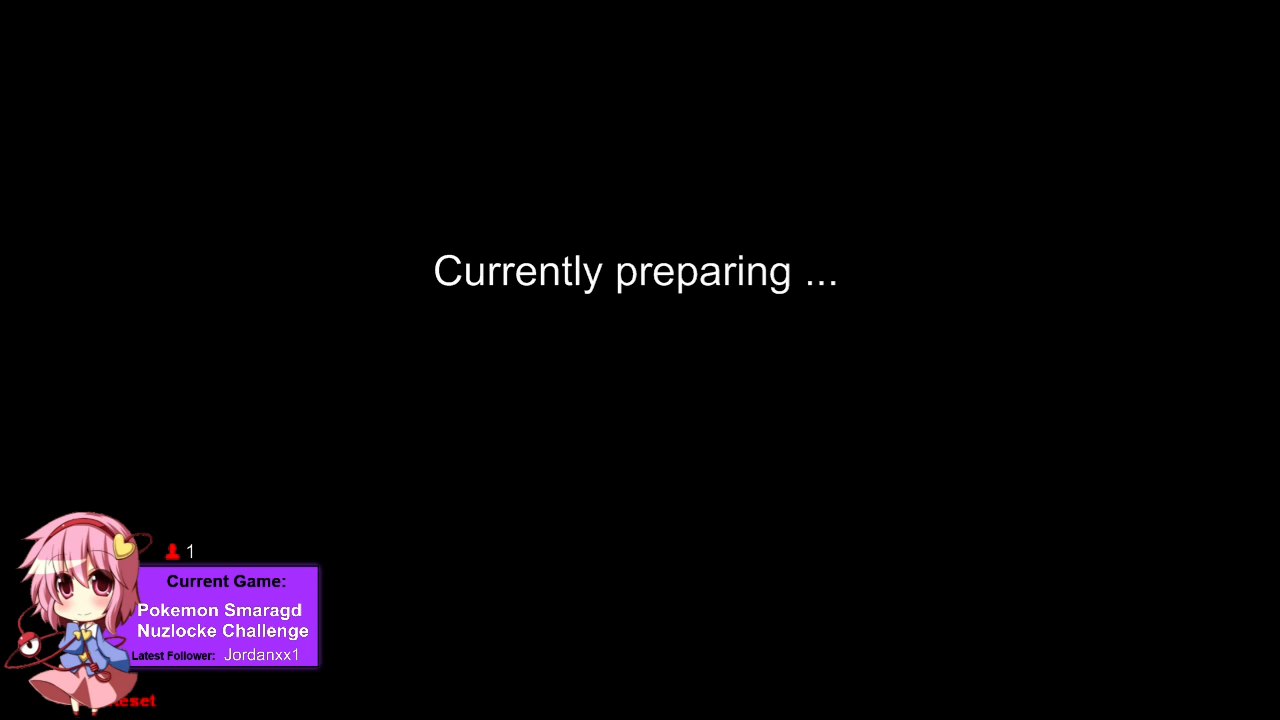 Currently preparing ...
1
Current Game:
Pokemon Smaragd
Nuzlocke Challenge
Latest Follower: Jordanxx1